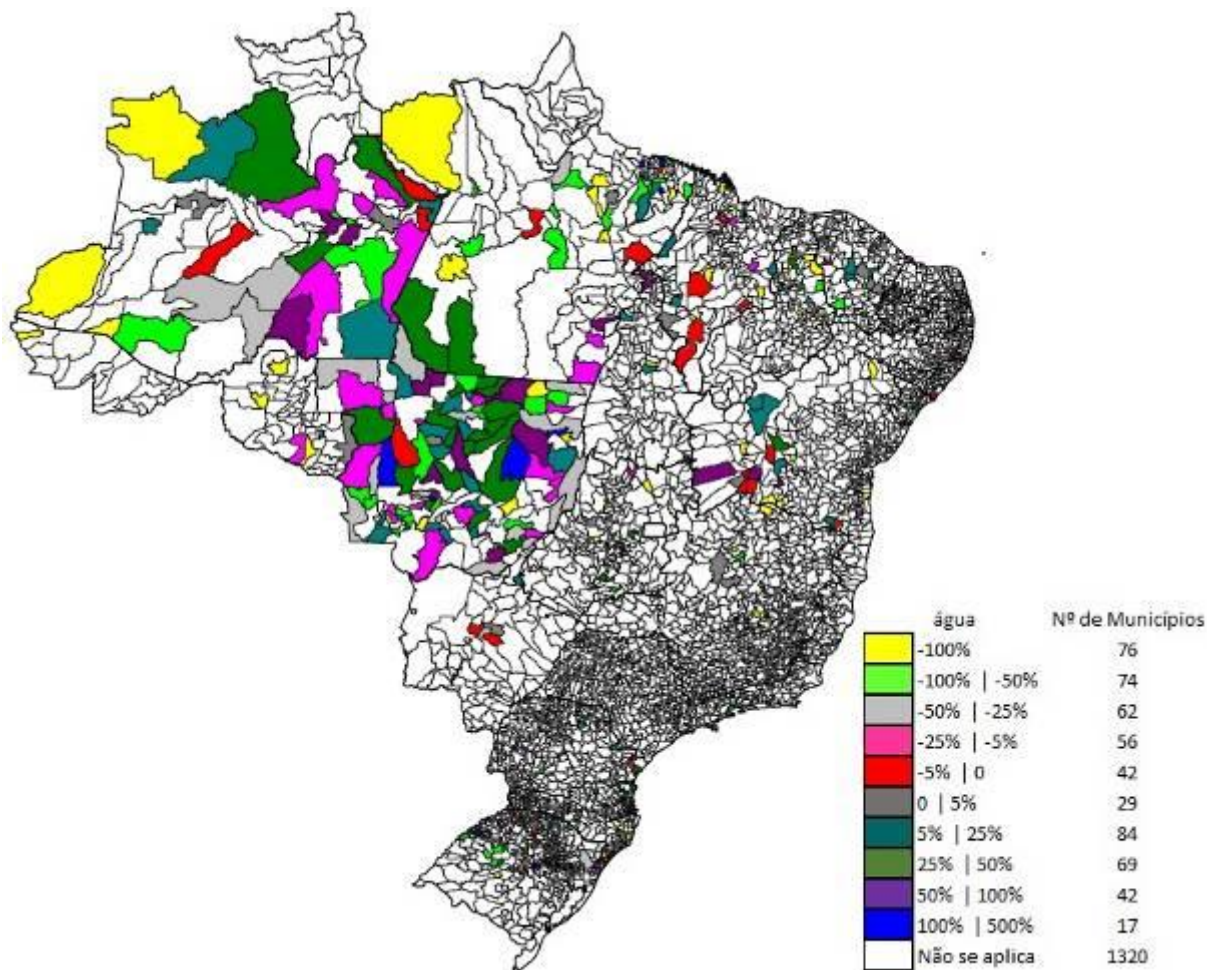 água Nº de Municípios
-100% 76
-100% | -50% 74
-50% | -25% 62
-25% | -5% 56
-5% | 0 42
0 | 5% 29
5% | 25% 84
25% | 50% 69
50% | 100% 42
100% | 500% 17
Não se aplica 1320